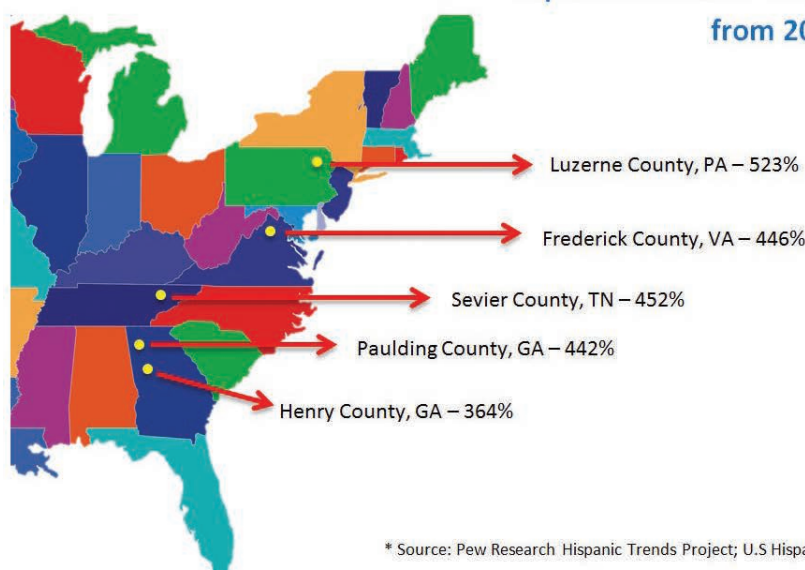 from 20
Luzerne County, PA – 523%
Frederick County, VA – 446%
Sevier County, TN – 452%
Paulding County, GA – 442%
Henry County, GA – 364%
* Source: Pew Research Hispanic Trends Project; U.S Hispa